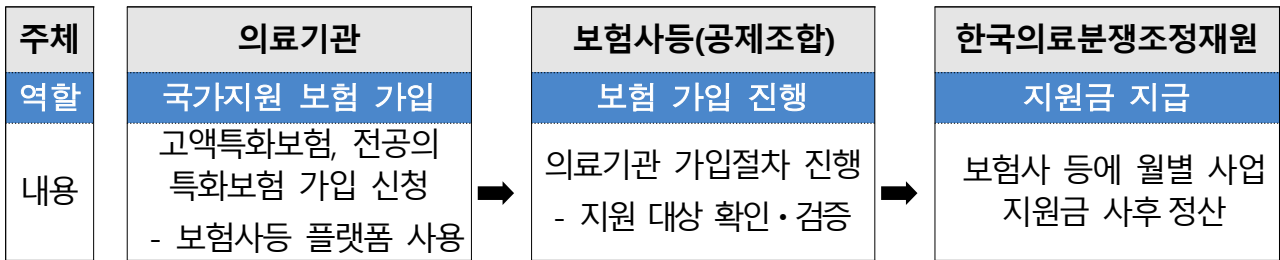 주체
의료기관
보험사등(공제조합)
한국의료분쟁조정재원
역할
국가지원 보험 가입
보험 가입 진행
지원금 지급
내용
고액특화보험, 전공의
특화보험 가입 신청
- 보험사등 플랫폼 사용
의료기관 가입절차 진행
- 지원 대상 확인·검증
보험사 등에 월별 사업
지원금 사후 정산